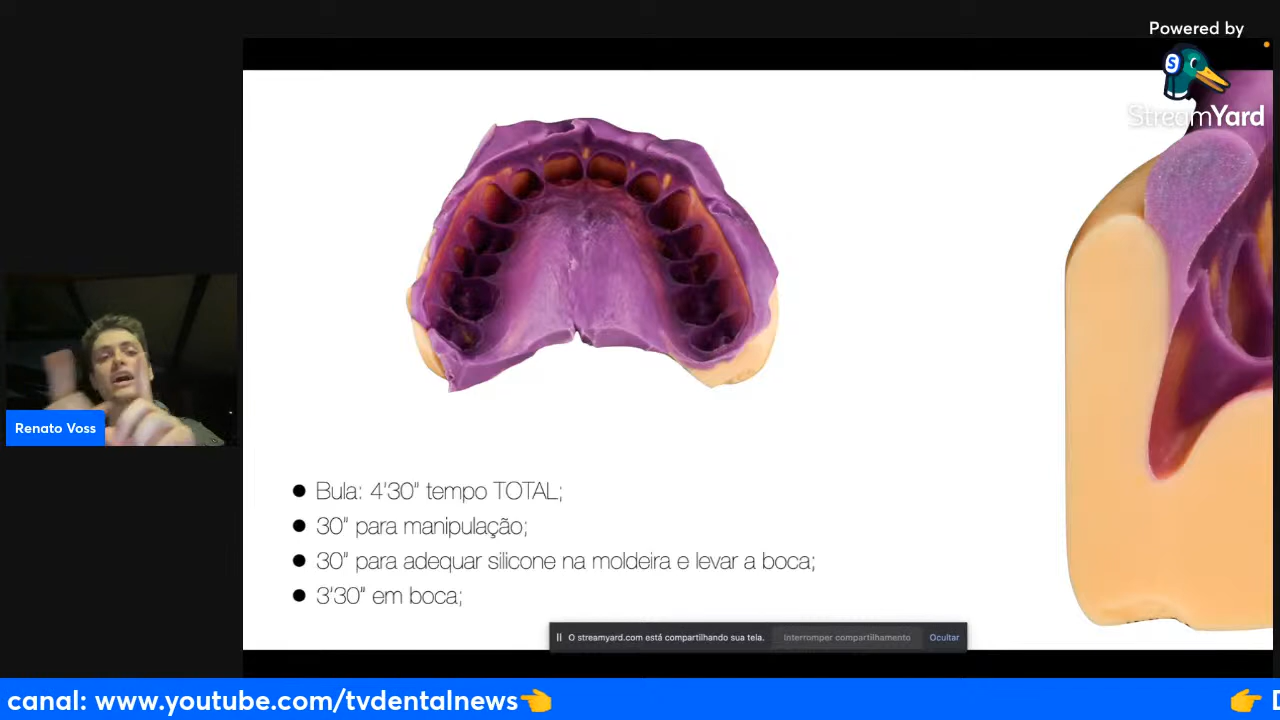 Powered by
S
StreamYard
Renato Voss
Bula: 4'30" tempo TOTAL;
30" para manipulação;
30" para adequar silicone na moldeira e levar a boca;
3'30" em boca;
O streamyard.com está compartilhando sua tela.
Interromper compartilhamento
Ocultar
canal: www.youtube.com/tvdentalnews👈
👉 D